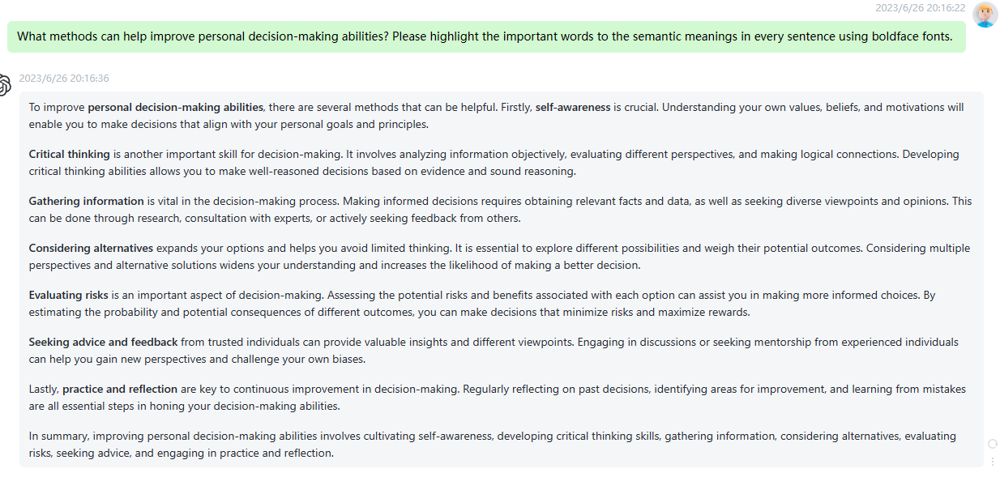 2023/6/26 20:16:22
What methods can help improve personal decision-making abilities? Please highlight the important words to the semantic meanings in every sentence using boldface fonts.
2023/6/26 20:16:36
To improve personal decision-making abilities, there are several methods that can be helpful. Firstly, self-awareness is crucial. Understanding your own values, beliefs, and motivations will
enable you to make decisions that align with your personal goals and principles.
Critical thinking is another important skill for decision-making. It involves analyzing information objectively, evaluating different perspectives, and making logical connections. Developing
critical thinking abilities allows you to make well-reasoned decisions based on evidence and sound reasoning.
Gathering information is vital in the decision-making process. Making informed decisions requires obtaining relevant facts and data, as well as seeking diverse viewpoints and opinions. This
can be done through research, consultation with experts, or actively seeking feedback from others.
Considering alternatives expands your options and helps you avoid limited thinking. It is essential to explore different possibilities and weigh their potential outcomes. Considering multiple
perspectives and alternative solutions widens your understanding and increases the likelihood of making a better decision.
Evaluating risks is an important aspect of decision-making. Assessing the potential risks and benefits associated with each option can assist you in making more informed choices. By
estimating the probability and potential consequences of different outcomes, you can make decisions that minimize risks and maximize rewards.
Seeking advice and feedback from trusted individuals can provide valuable insights and different viewpoints. Engaging in discussions or seeking mentorship from experienced individuals
can help you gain new perspectives and challenge your own biases.
Lastly, practice and reflection are key to continuous improvement in decision-making. Regularly reflecting on past decisions, identifying areas for improvement, and learning from mistakes
are all essential steps in honing your decision-making abilities.
In summary, improving personal decision-making abilities involves cultivating self-awareness, developing critical thinking skills, gathering information, considering alternatives, evaluating
risks, seeking advice, and engaging in practice and reflection.